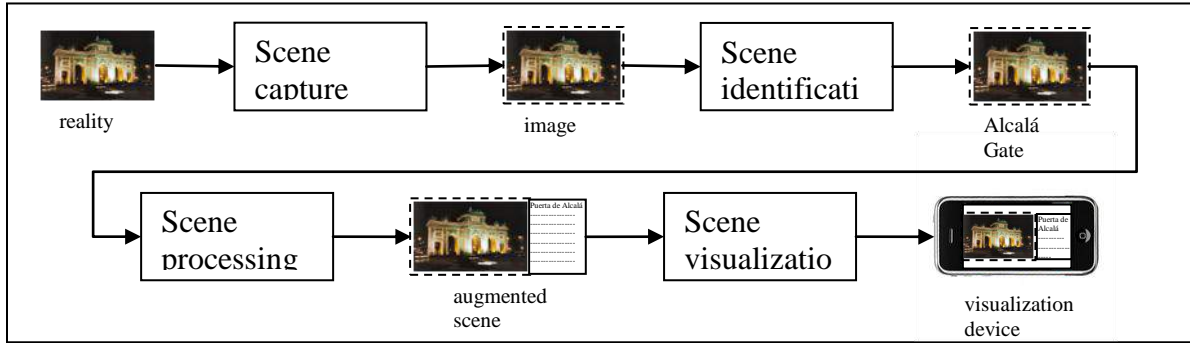 Scene
capture
reality
image
Scene
identificati
Alcalá
Gate
Scene
processing
Puerta de Alcalá
augmented
scene
Scene
visualizatio
Puerta de
Alcalá
visualization
device